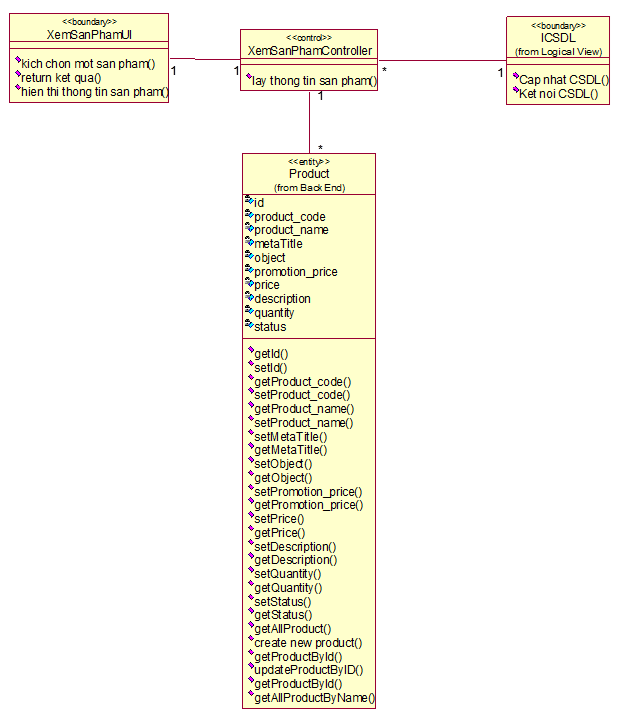 <<boundary>>
XemSanPhamUI
kich chon mot san pham()
return ket qua()
hien thi thong tin san pham()
1
1
<<control>>
XemSanPhamController
lay thong tin san pham()
*
1
<<boundary>>
ICSDL
(from Logical View)
Cap nhat CSDL()
Ket noi CSDL()
1
*
<<entity>>
Product
(from Back End)
id
product_code
product_name
metaTitle
object
promotion_price
price
description
quantity
status
getId()
setId()
getProduct_code()
setProduct_code()
getProduct_name()
setProduct_name()
setMetaTitle()
getMetaTitle()
setObject()
getObject()
setPromotion_price()
getPromotion_price()
setPrice()
getPrice()
setDescription()
getDescription()
setQuantity()
getQuantity()
setStatus()
getStatus()
getAllProduct()
create new product()
getProductById()
updateProductByID()
getProductById()
getAllProductByName()